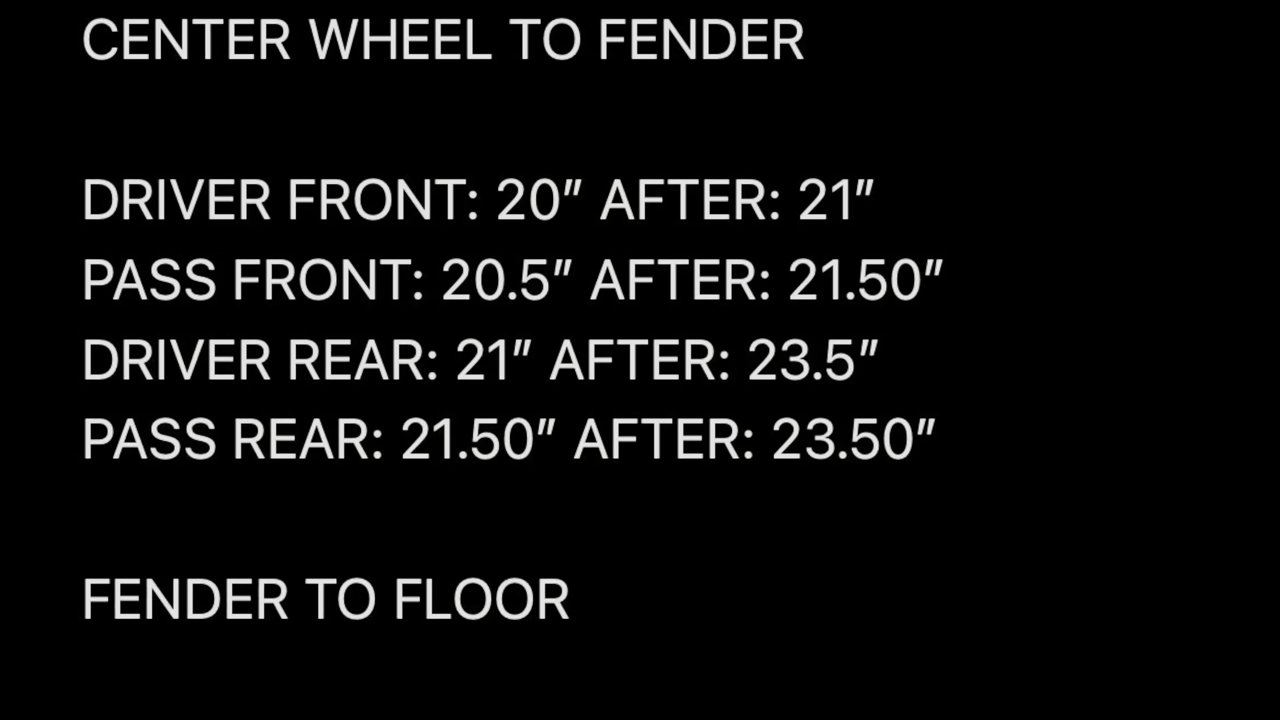 CENTER WHEEL TO FENDER
DRIVER FRONT: 20″ AFTER: 21″
PASS FRONT: 20.5″ AFTER: 21.50″
DRIVER REAR: 21″ AFTER: 23.5″
PASS REAR: 21.50″ AFTER: 23.50″
FENDER TO FLOOR